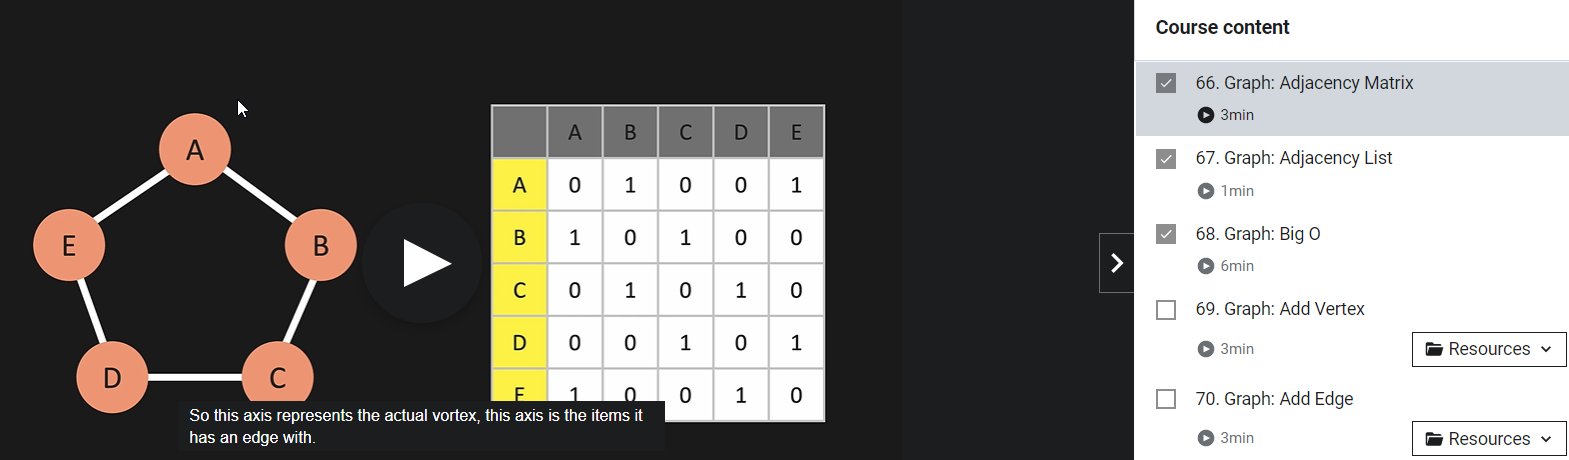 A
E
B
D
C
A B C D E
A 0 1 0 0 1
B 1 0 1 0 0
C 0 1 0 1 0
D 0 0 1 0 1
E 1 0 0 1 0
So this axis represents the actual vortex, this axis is the items it
has an edge with.
Course content
66. Graph: Adjacency Matrix
3min
67. Graph: Adjacency List
1min
68. Graph: Big O
6min
69. Graph: Add Vertex
3min
Resources
70. Graph: Add Edge
3min
Resources